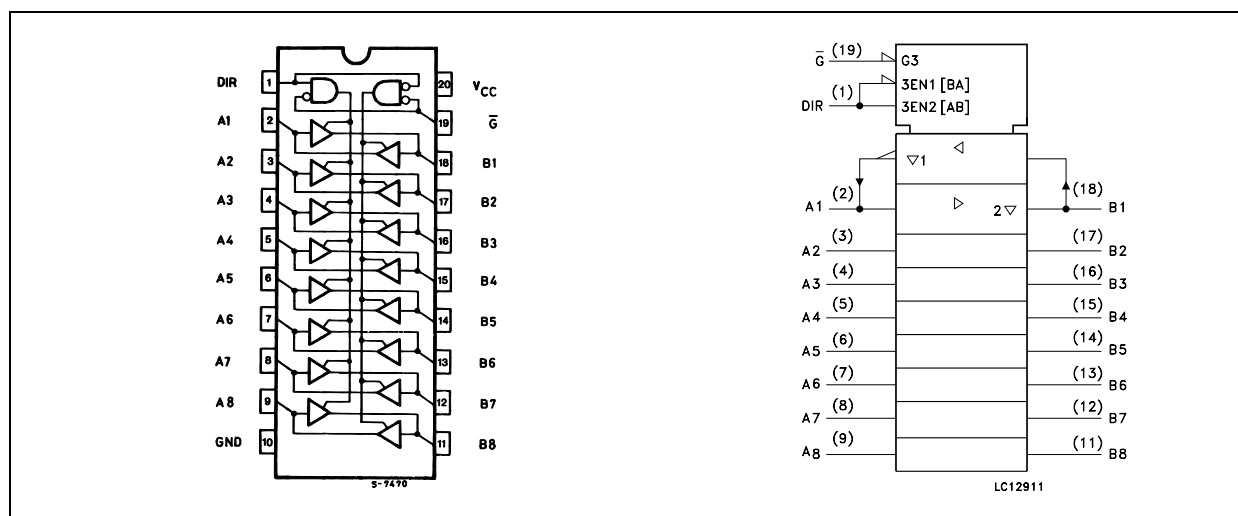 DIR 1 20 VCC
A1 2 19 G̅
A2 3 18 B1
A3 4 17 B2
A4 5 16 B3
A5 6 15 B4
A6 7 14 B5
A7 8 13 B6
A8 9 12 B7
GND 10 11 B8
S-7470
G̅ (19) G3
3EN1 [BA]
DIR (1) 3EN2 [AB]
▽1 ◁
A1 (2) ▷ 2▽ (18) B1
A2 (3) (17) B2
A3 (4) (16) B3
A4 (5) (15) B4
A5 (6) (14) B5
A6 (7) (13) B6
A7 (8) (12) B7
A8 (9) (11) B8
LC12911